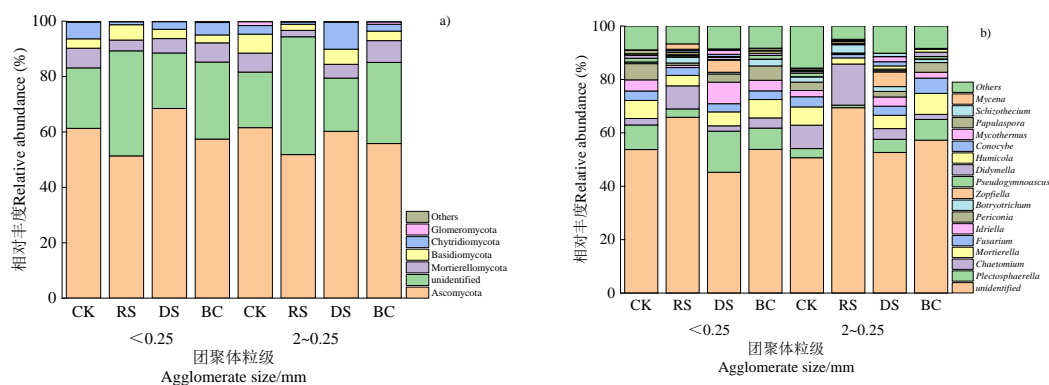 a)
相对丰度Relative abundance (%)
100
80
60
40
20
0
Others
Glomeromycota
Chytridiomycota
Basidiomycota
Mortierellomycota
unidentified
Ascomycota
CK RS DS BC CK RS DS BC
＜0.25 2~0.25
团聚体粒级
Agglomerate size/mm
b)
相对丰度Relative abundance (%)
100
80
60
40
20
0
Others
Mycena
Schizothecium
Papulaspora
Mycothermus
Conocybe
Humicola
Didymella
Pseudogymnoascus
Zopfiella
Botryotrichum
Periconia
Idriella
Fusarium
Mortierella
Chaetomium
Plectosphaerella
unidentified
CK RS DS BC CK RS DS BC
＜0.25 2~0.25
团聚体粒级
Agglomerate size/mm